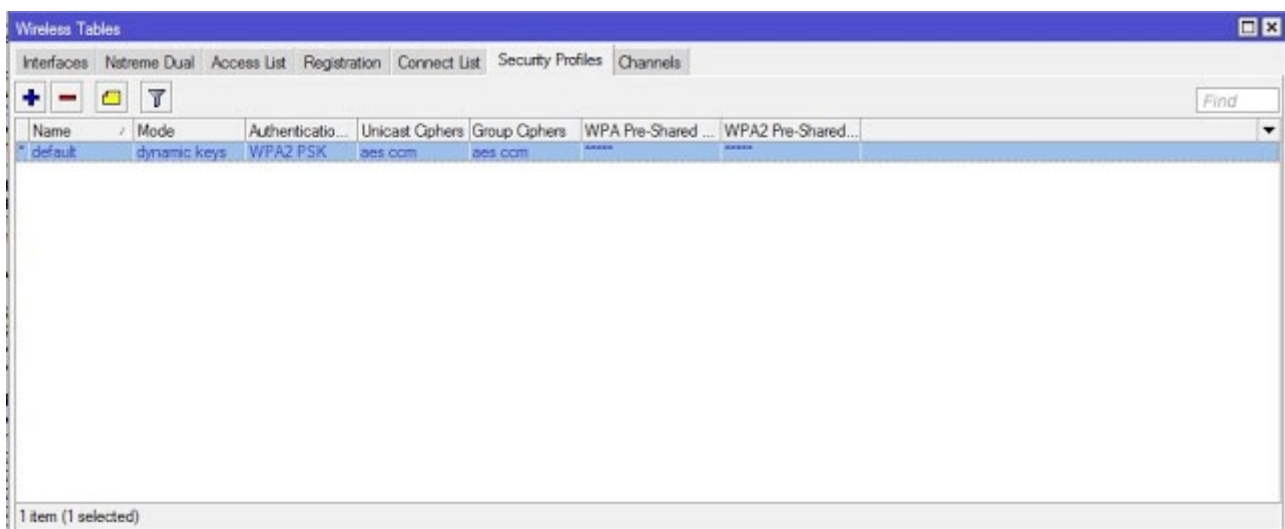 Wireless Tables
Interfaces Nstreme Dual Access List Registration Connect List Security Profiles Channels
Find
Name / Mode Authenticatio... Unicast Ciphers Group Ciphers WPA Pre-Shared ... WPA2 Pre-Shared...
* default dynamic keys WPA2 PSK aes ccm aes ccm ***** *****
1 item (1 selected)